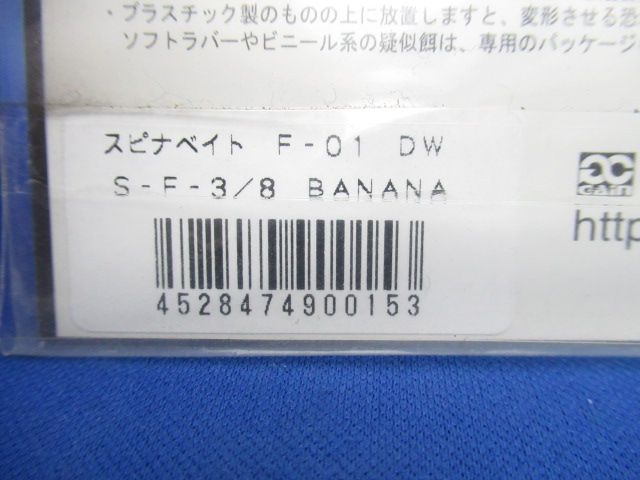 ・プラスチック製のものの上に放置しますと、変形させる恐
ソフトラバーやビニール系の疑似餌は、専用のパッケージ
スピナベイト F-01 DW
S-F-3/8 BANANA
4528474900153
cain
http